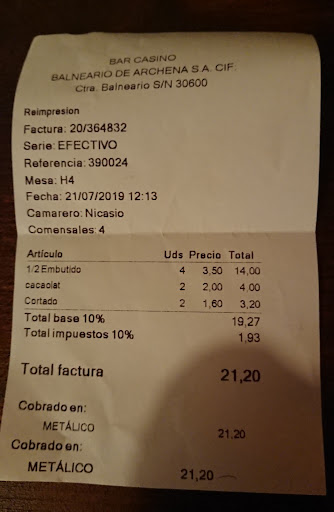 BAR CASINO
BALNEARIO DE ARCHENA S.A. CIF.
Ctra. Balneario S/N 30600
Reimpresion
Factura: 20/364832
Serie: EFECTIVO
Referencia: 390024
Mesa: H4
Fecha: 21/07/2019 12:13
Camarero: Nicasio
Comensales: 4
Artículo Uds Precio Total
1/2 Embutido 4 3,50 14,00
cacaolat 2 2,00 4,00
Cortado 2 1,60 3,20
Total base 10% 19,27
Total impuestos 10% 1,93
Total factura 21,20
Cobrado en:
METÁLICO 21,20
Cobrado en:
METÁLICO 21,20